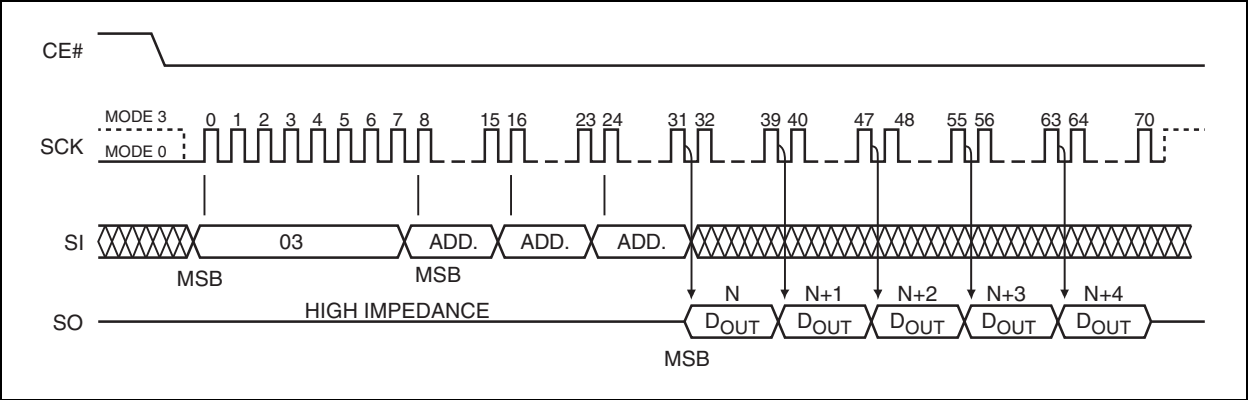 CE#
MODE 3
0 1 2 3 4 5 6 7 8 15 16 23 24 31 32 39 40 47 48 55 56 63 64 70
SCK
MODE 0
SI 03 ADD. ADD. ADD.
MSB MSB
N N+1 N+2 N+3 N+4
HIGH IMPEDANCE
SO DOUT DOUT DOUT DOUT DOUT
MSB